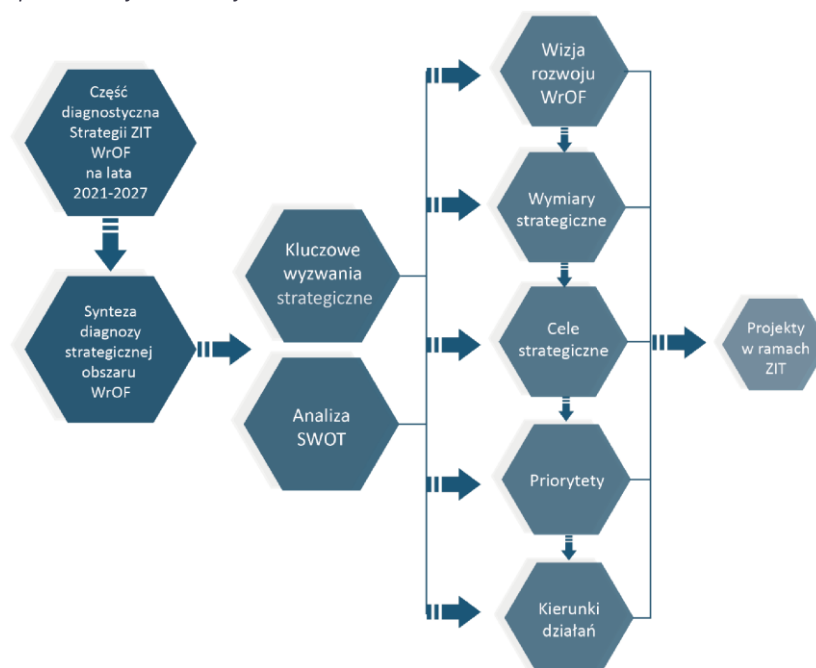 Część
diagnostyczna
Strategii ZIT
WrOF
na lata
2021-2027
Synteza
diagnozy
strategicznej
obszaru
WrOF
Kluczowe
wyzwania
strategiczne
Analiza
SWOT
Wizja
rozwoju
WrOF
Wymiary
strategiczne
Cele
strategiczne
Priorytety
Kierunki
działań
Projekty
w ramach
ZIT